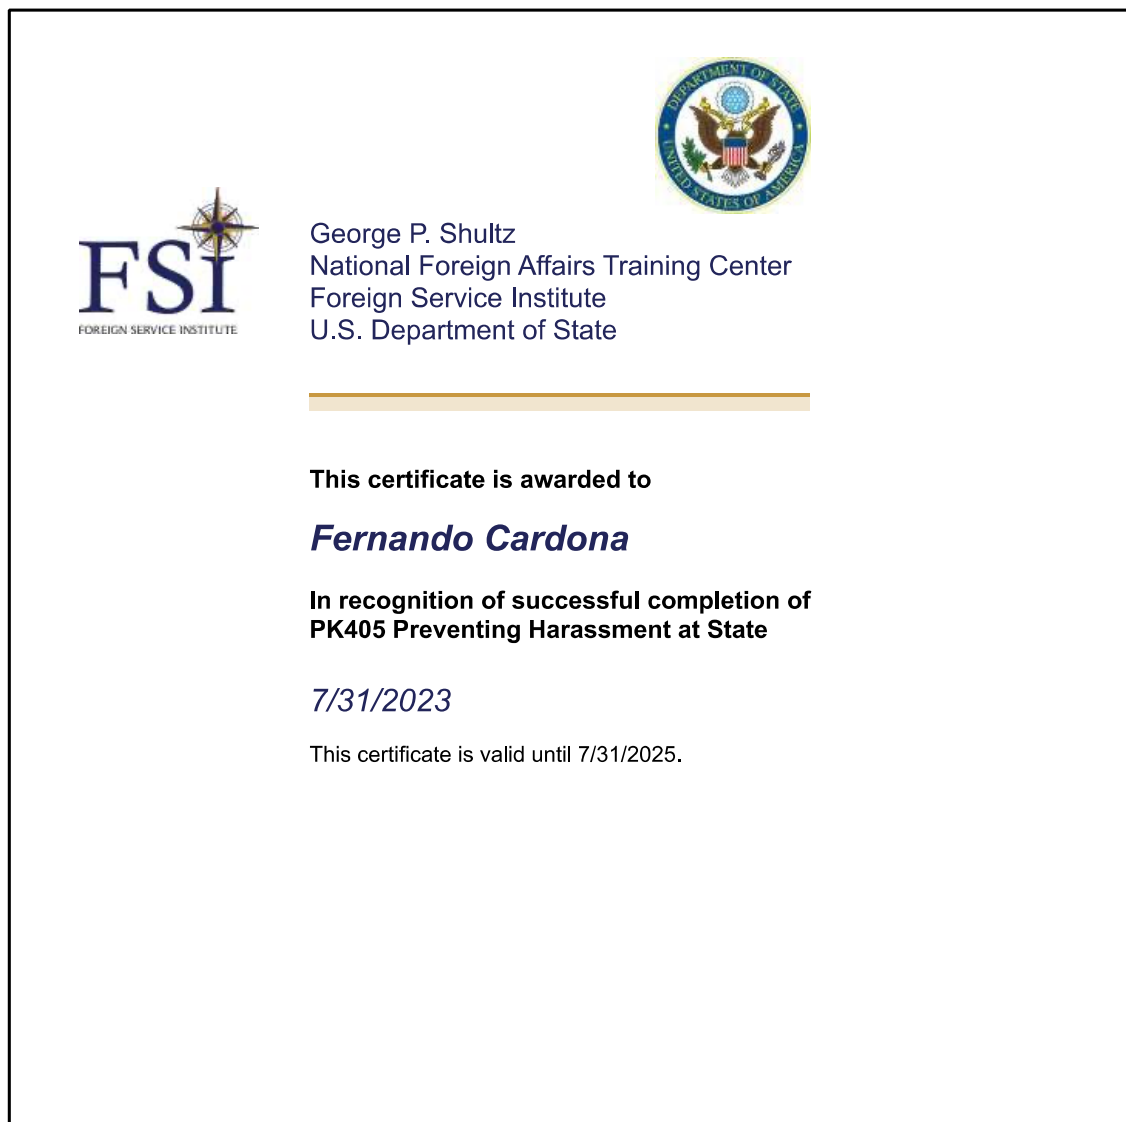 DEPARTMENT OF STATE
UNITED STATES OF AMERICA
FSI
FOREIGN SERVICE INSTITUTE
George P. Shultz
National Foreign Affairs Training Center
Foreign Service Institute
U.S. Department of State
This certificate is awarded to
Fernando Cardona
In recognition of successful completion of
PK405 Preventing Harassment at State
7/31/2023
This certificate is valid until 7/31/2025.